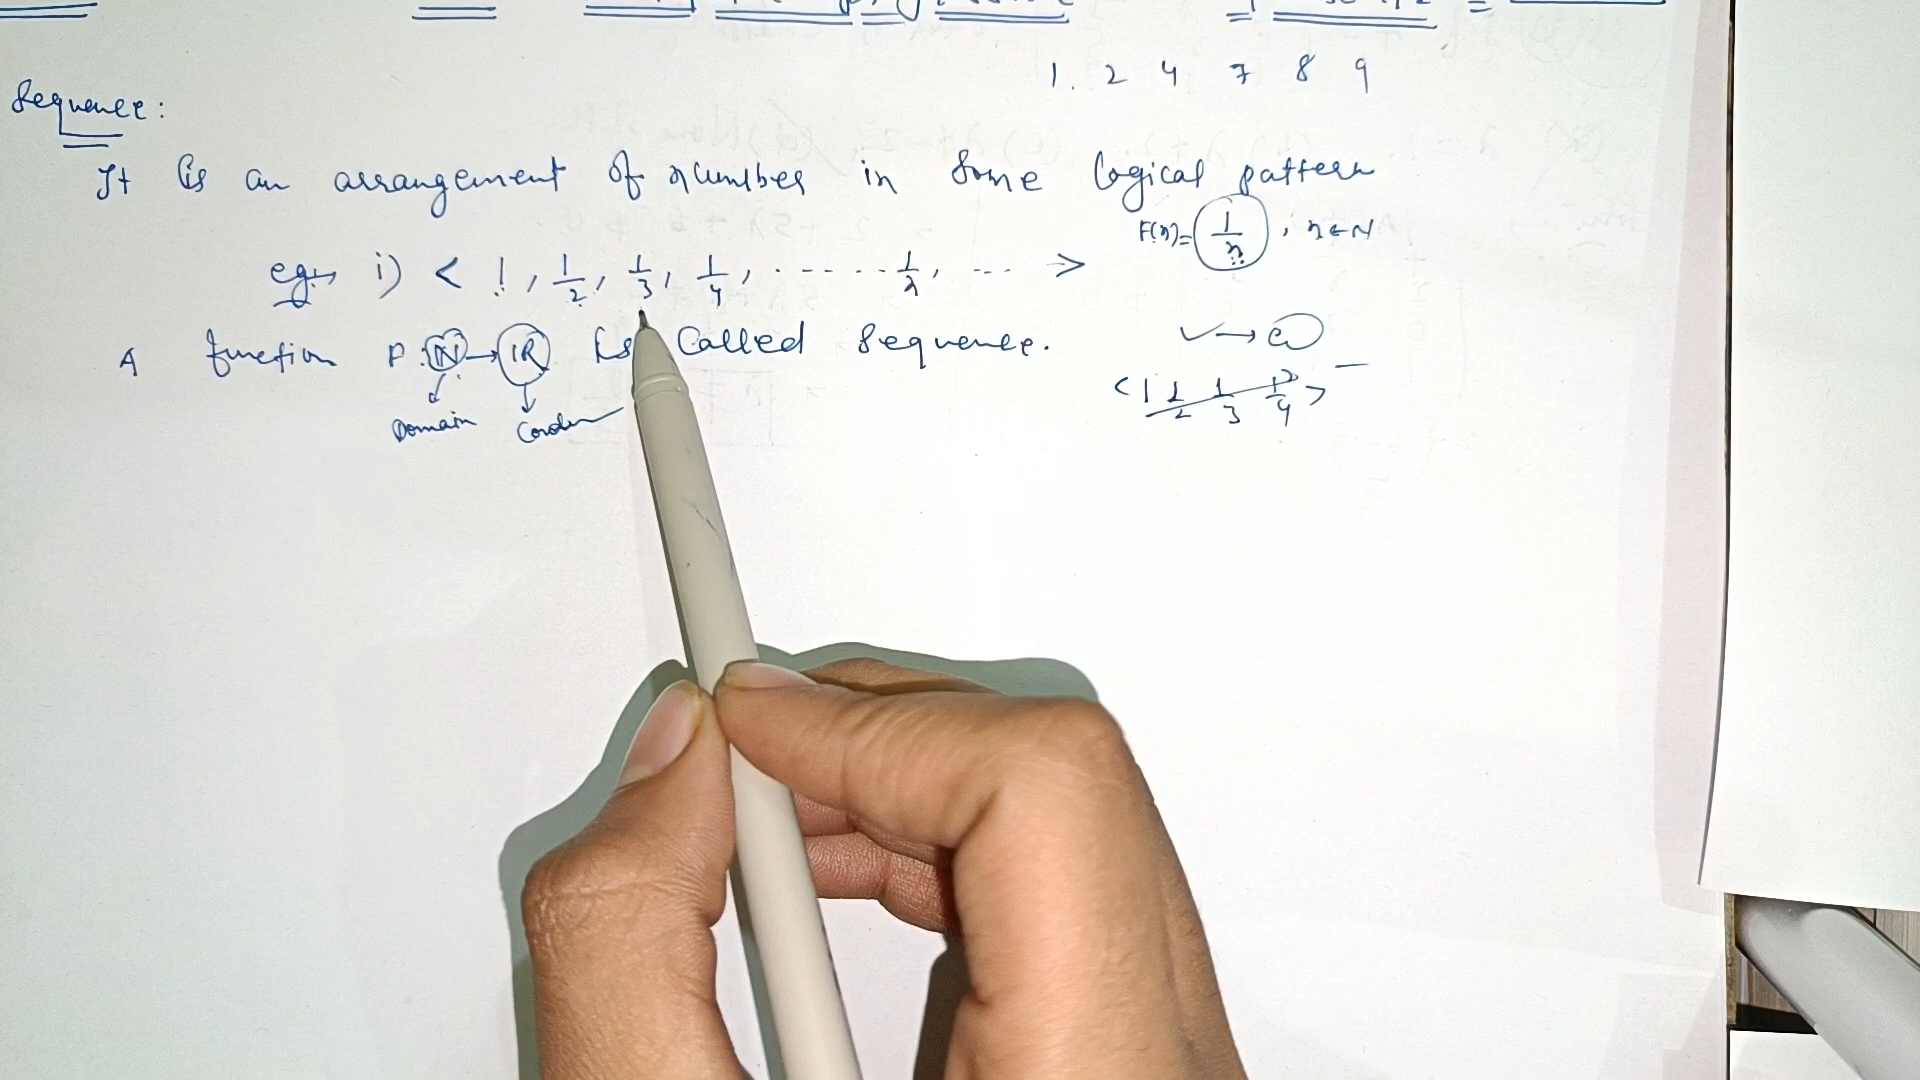 1. 2 4 7 8 9
Sequence:
It is an arrangement of number in some logical pattern
F(n)= 1/n , n ∈ N
eg:→ i) < 1, 1/2, 1/3, 1/4, ....... 1/n, ... >
A function F: N → IR is called sequence.
Domain
< 1 1/2 1/3 1/4 >